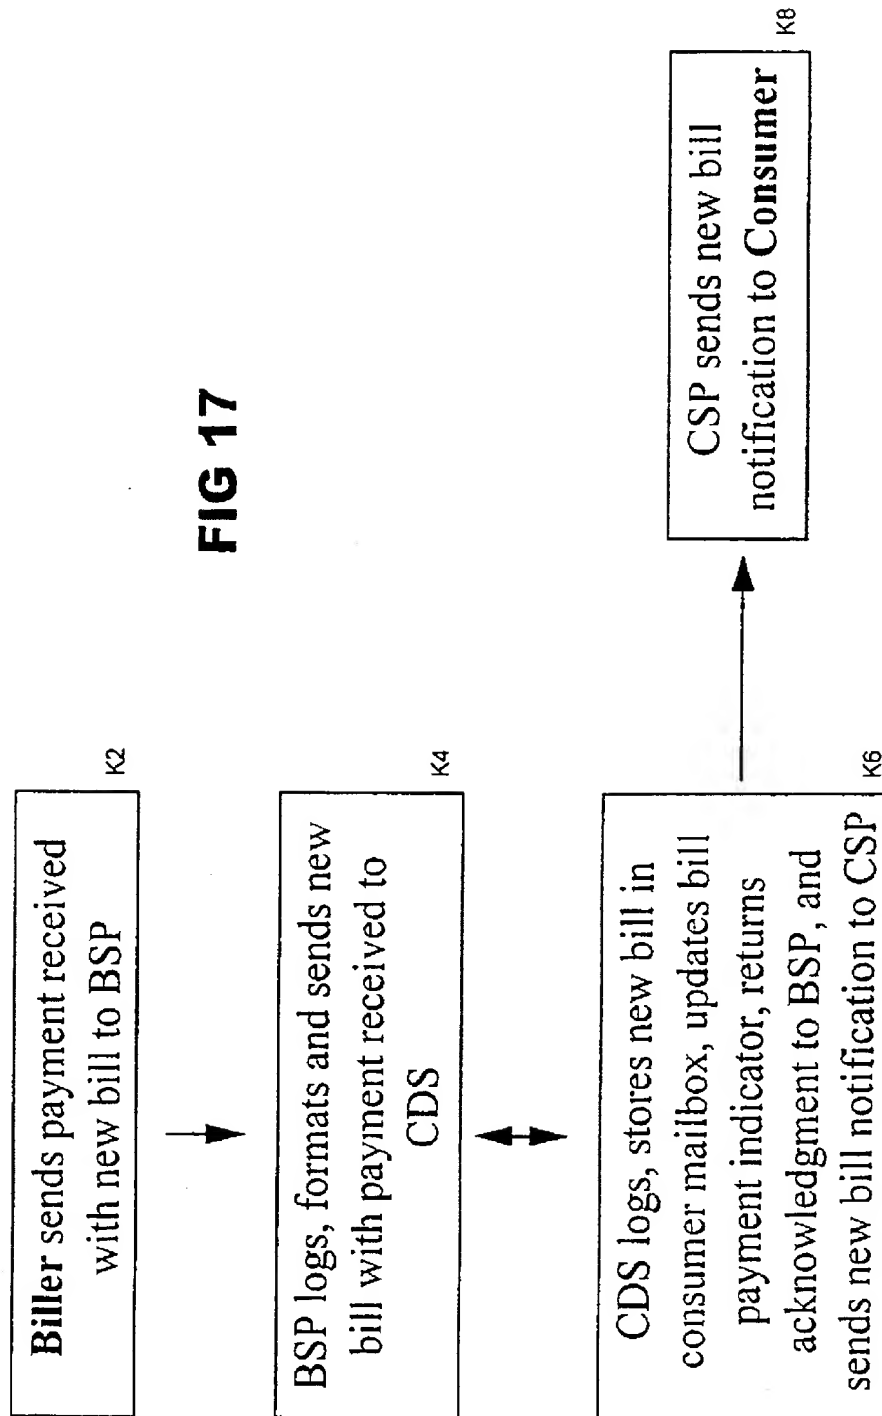 FIG 17
Biller sends payment received
with new bill to BSP
K2
BSP logs, formats and sends new
bill with payment received to
CDS
K4
CDS logs, stores new bill in
consumer mailbox, updates bill
payment indicator, returns
acknowledgment to BSP, and
sends new bill notification to CSP
K6
CSP sends new bill
notification to Consumer
K8